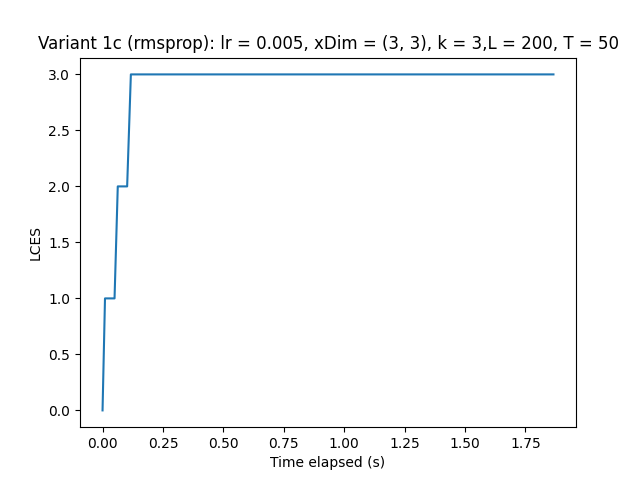 Variant 1c (rmsprop): lr = 0.005, xDim = (3, 3), k = 3,L = 200, T = 50
3.0
2.5
2.0
1.5
1.0
0.5
0.0
LCES
0.00 0.25 0.50 0.75 1.00 1.25 1.50 1.75
Time elapsed (s)